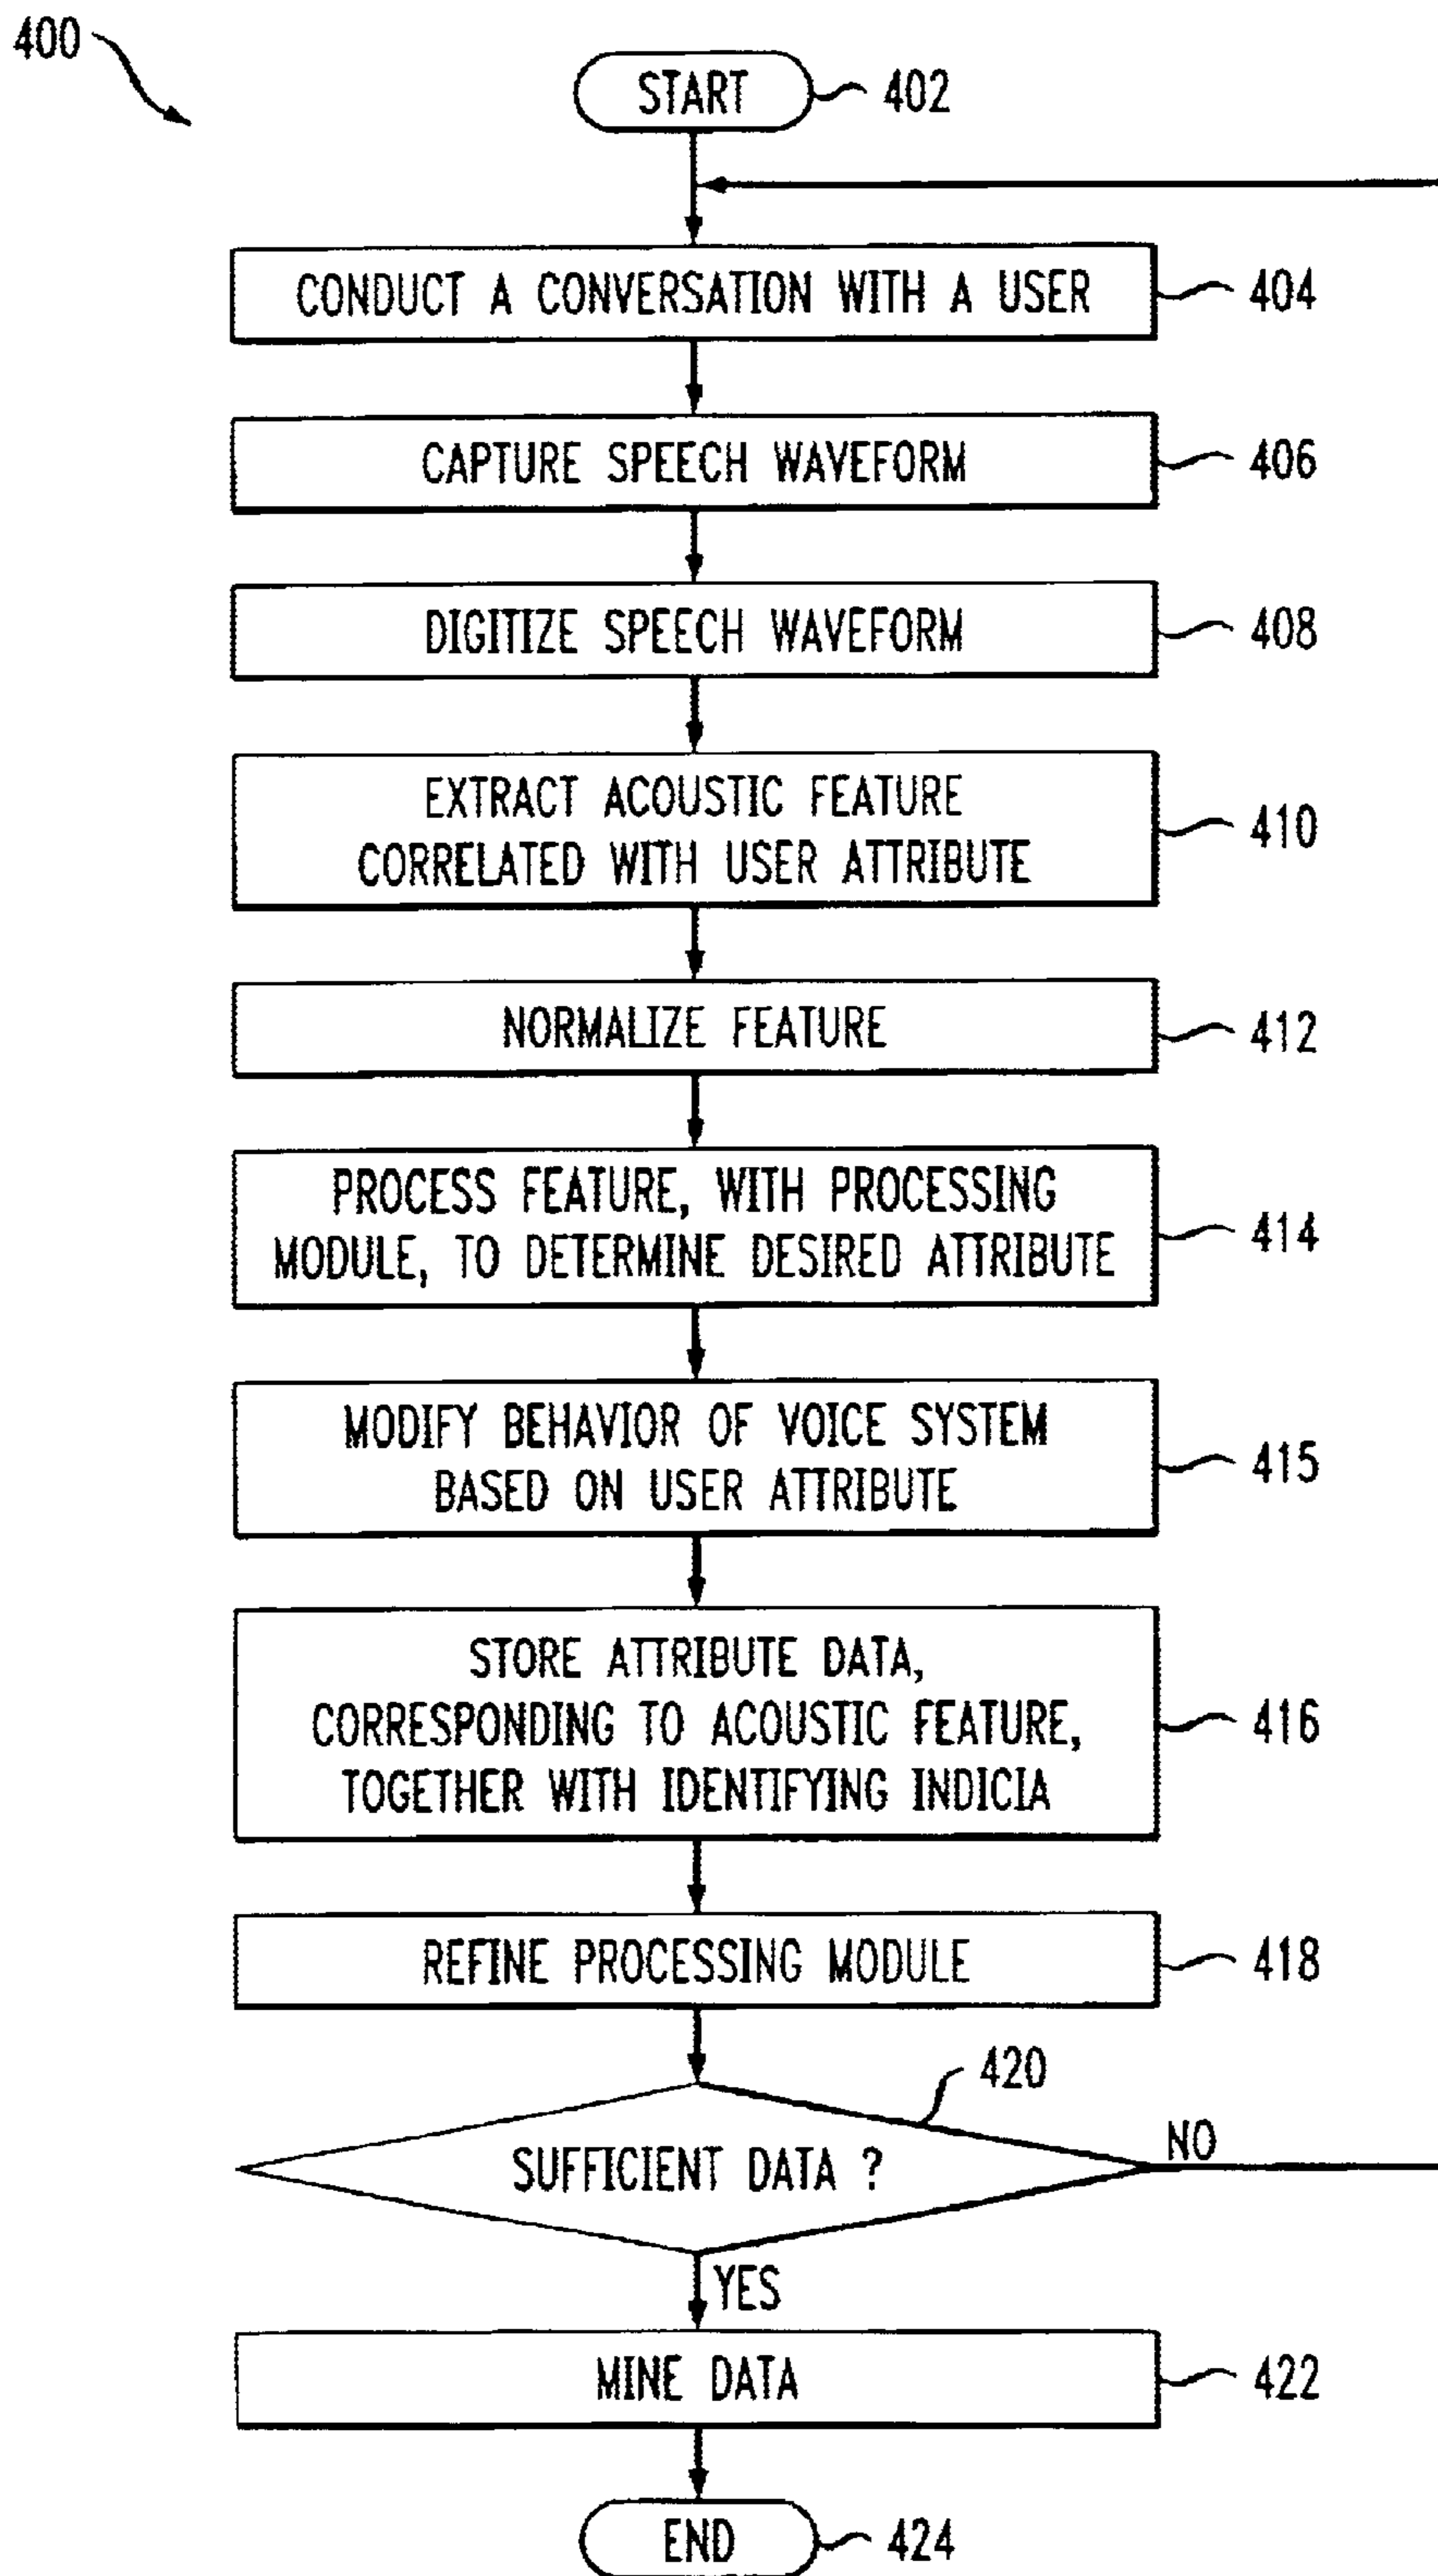 400
START
402
CONDUCT A CONVERSATION WITH A USER
404
CAPTURE SPEECH WAVEFORM
406
DIGITIZE SPEECH WAVEFORM
408
EXTRACT ACOUSTIC FEATURE
CORRELATED WITH USER ATTRIBUTE
410
NORMALIZE FEATURE
412
PROCESS FEATURE, WITH PROCESSING
MODULE, TO DETERMINE DESIRED ATTRIBUTE
414
MODIFY BEHAVIOR OF VOICE SYSTEM
BASED ON USER ATTRIBUTE
415
STORE ATTRIBUTE DATA,
CORRESPONDING TO ACOUSTIC FEATURE,
TOGETHER WITH IDENTIFYING INDICIA
416
REFINE PROCESSING MODULE
418
420
SUFFICIENT DATA ?
NO
YES
MINE DATA
422
END
424